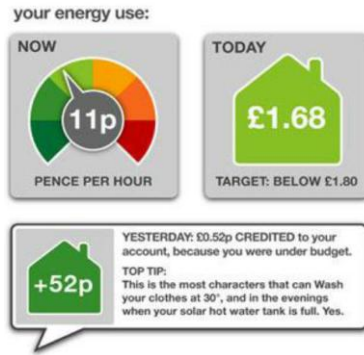 your energy use:
NOW
11p
PENCE PER HOUR
TODAY
£1.68
TARGET: BELOW £1.80
+52p
YESTERDAY: £0.52p CREDITED to your
account, because you were under budget.
TOP TIP:
This is the most characters that can Wash
your clothes at 30°, and in the evenings
when your solar hot water tank is full. Yes.